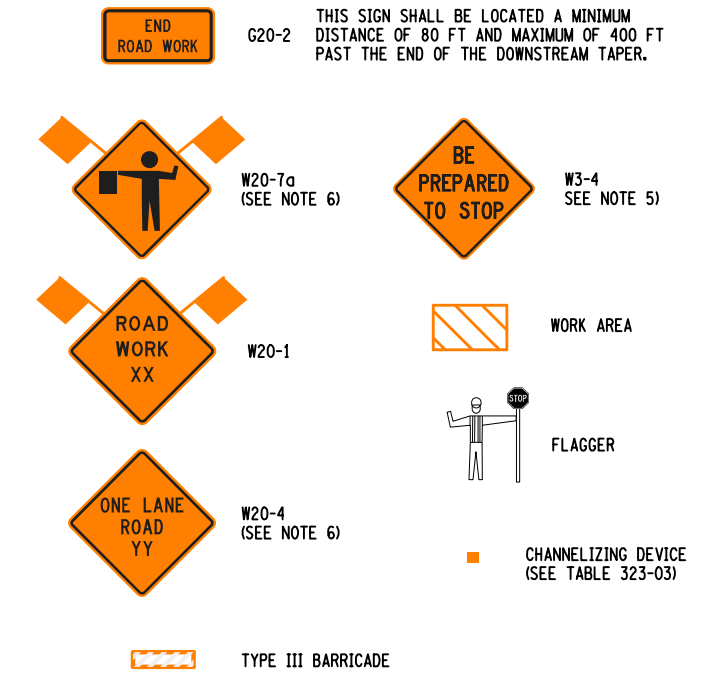 END
ROAD WORK
G20-2
THIS SIGN SHALL BE LOCATED A MINIMUM
DISTANCE OF 80 FT AND MAXIMUM OF 400 FT
PAST THE END OF THE DOWNSTREAM TAPER.
W20-7a
(SEE NOTE 6)
BE
PREPARED
TO STOP
W3-4
SEE NOTE 5)
ROAD
WORK
XX
W20-1
WORK AREA
STOP
FLAGGER
ONE LANE
ROAD
YY
W20-4
(SEE NOTE 6)
CHANNELIZING DEVICE
(SEE TABLE 323-03)
TYPE III BARRICADE